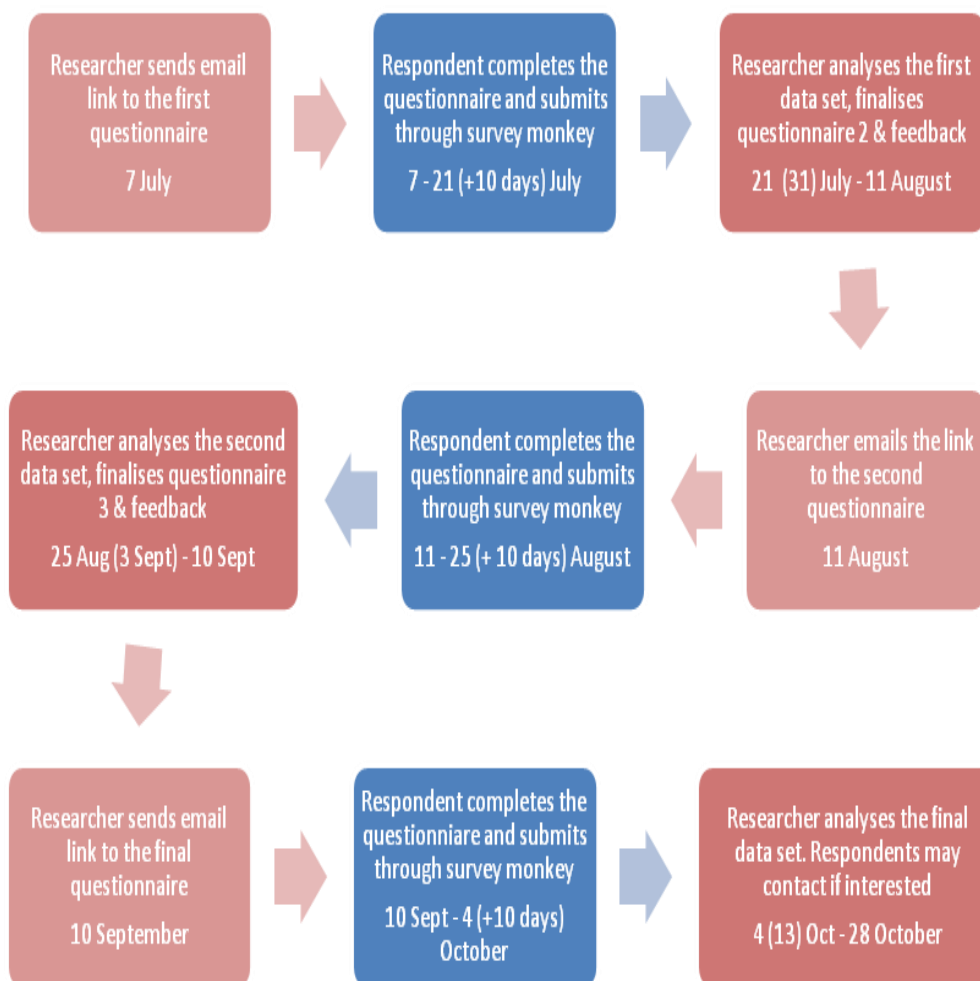 Researcher sends email
link to the first
questionnaire
7 July
Respondent completes the
questionnaire and submits
through survey monkey
7 - 21 (+10 days) July
Researcher analyses the first
data set, finalises
questionnaire 2 & feedback
21 (31) July - 11 August
Researcher emails the link
to the second
questionnaire
11 August
Respondent completes the
questionnaire and submits
through survey monkey
11 - 25 (+ 10 days) August
Researcher analyses the second
data set, finalises questionnaire
3 & feedback
25 Aug (3 Sept) - 10 Sept
Researcher sends email
link to the final
questionnaire
10 September
Respondent completes the
questionniare and submits
through survey monkey
10 Sept - 4 (+10 days)
October
Researcher analyses the final
data set. Respondents may
contact if interested
4 (13) Oct - 28 October